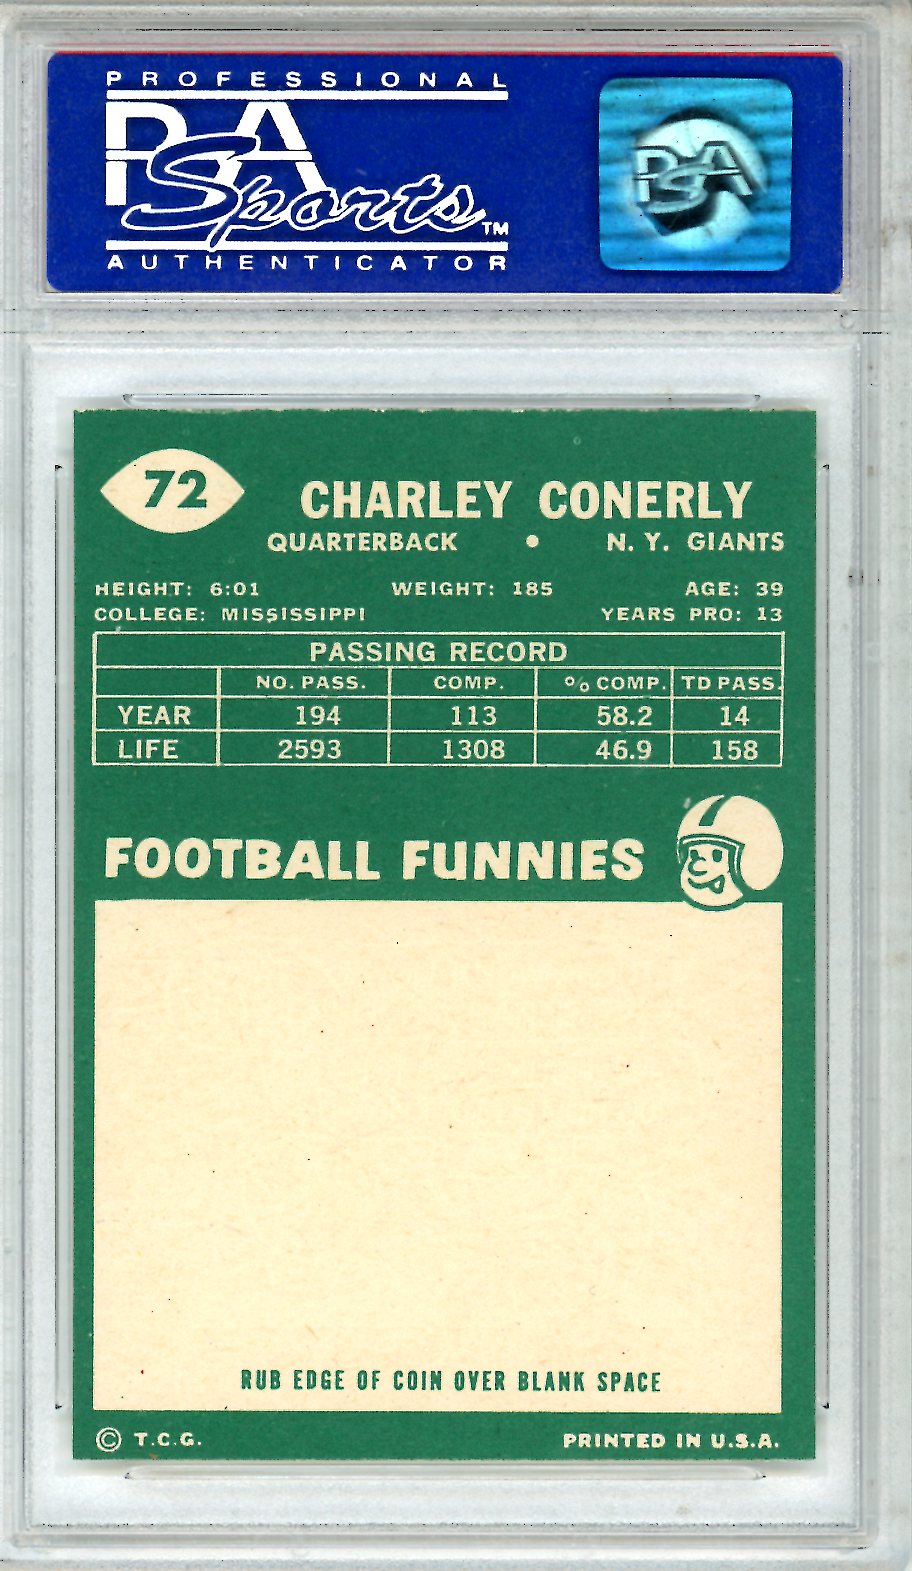 PROFESSIONAL
PSA
Sports™
AUTHENTICATOR
PSA
72
CHARLEY CONERLY
QUARTERBACK • N. Y. GIANTS
HEIGHT: 6:01 WEIGHT: 185 AGE: 39
COLLEGE: MISSISSIPPI YEARS PRO: 13
PASSING RECORD
NO. PASS. COMP. % COMP. TD PASS.
YEAR 194 113 58.2 14
LIFE 2593 1308 46.9 158
FOOTBALL FUNNIES
RUB EDGE OF COIN OVER BLANK SPACE
© T.C.G. PRINTED IN U.S.A.